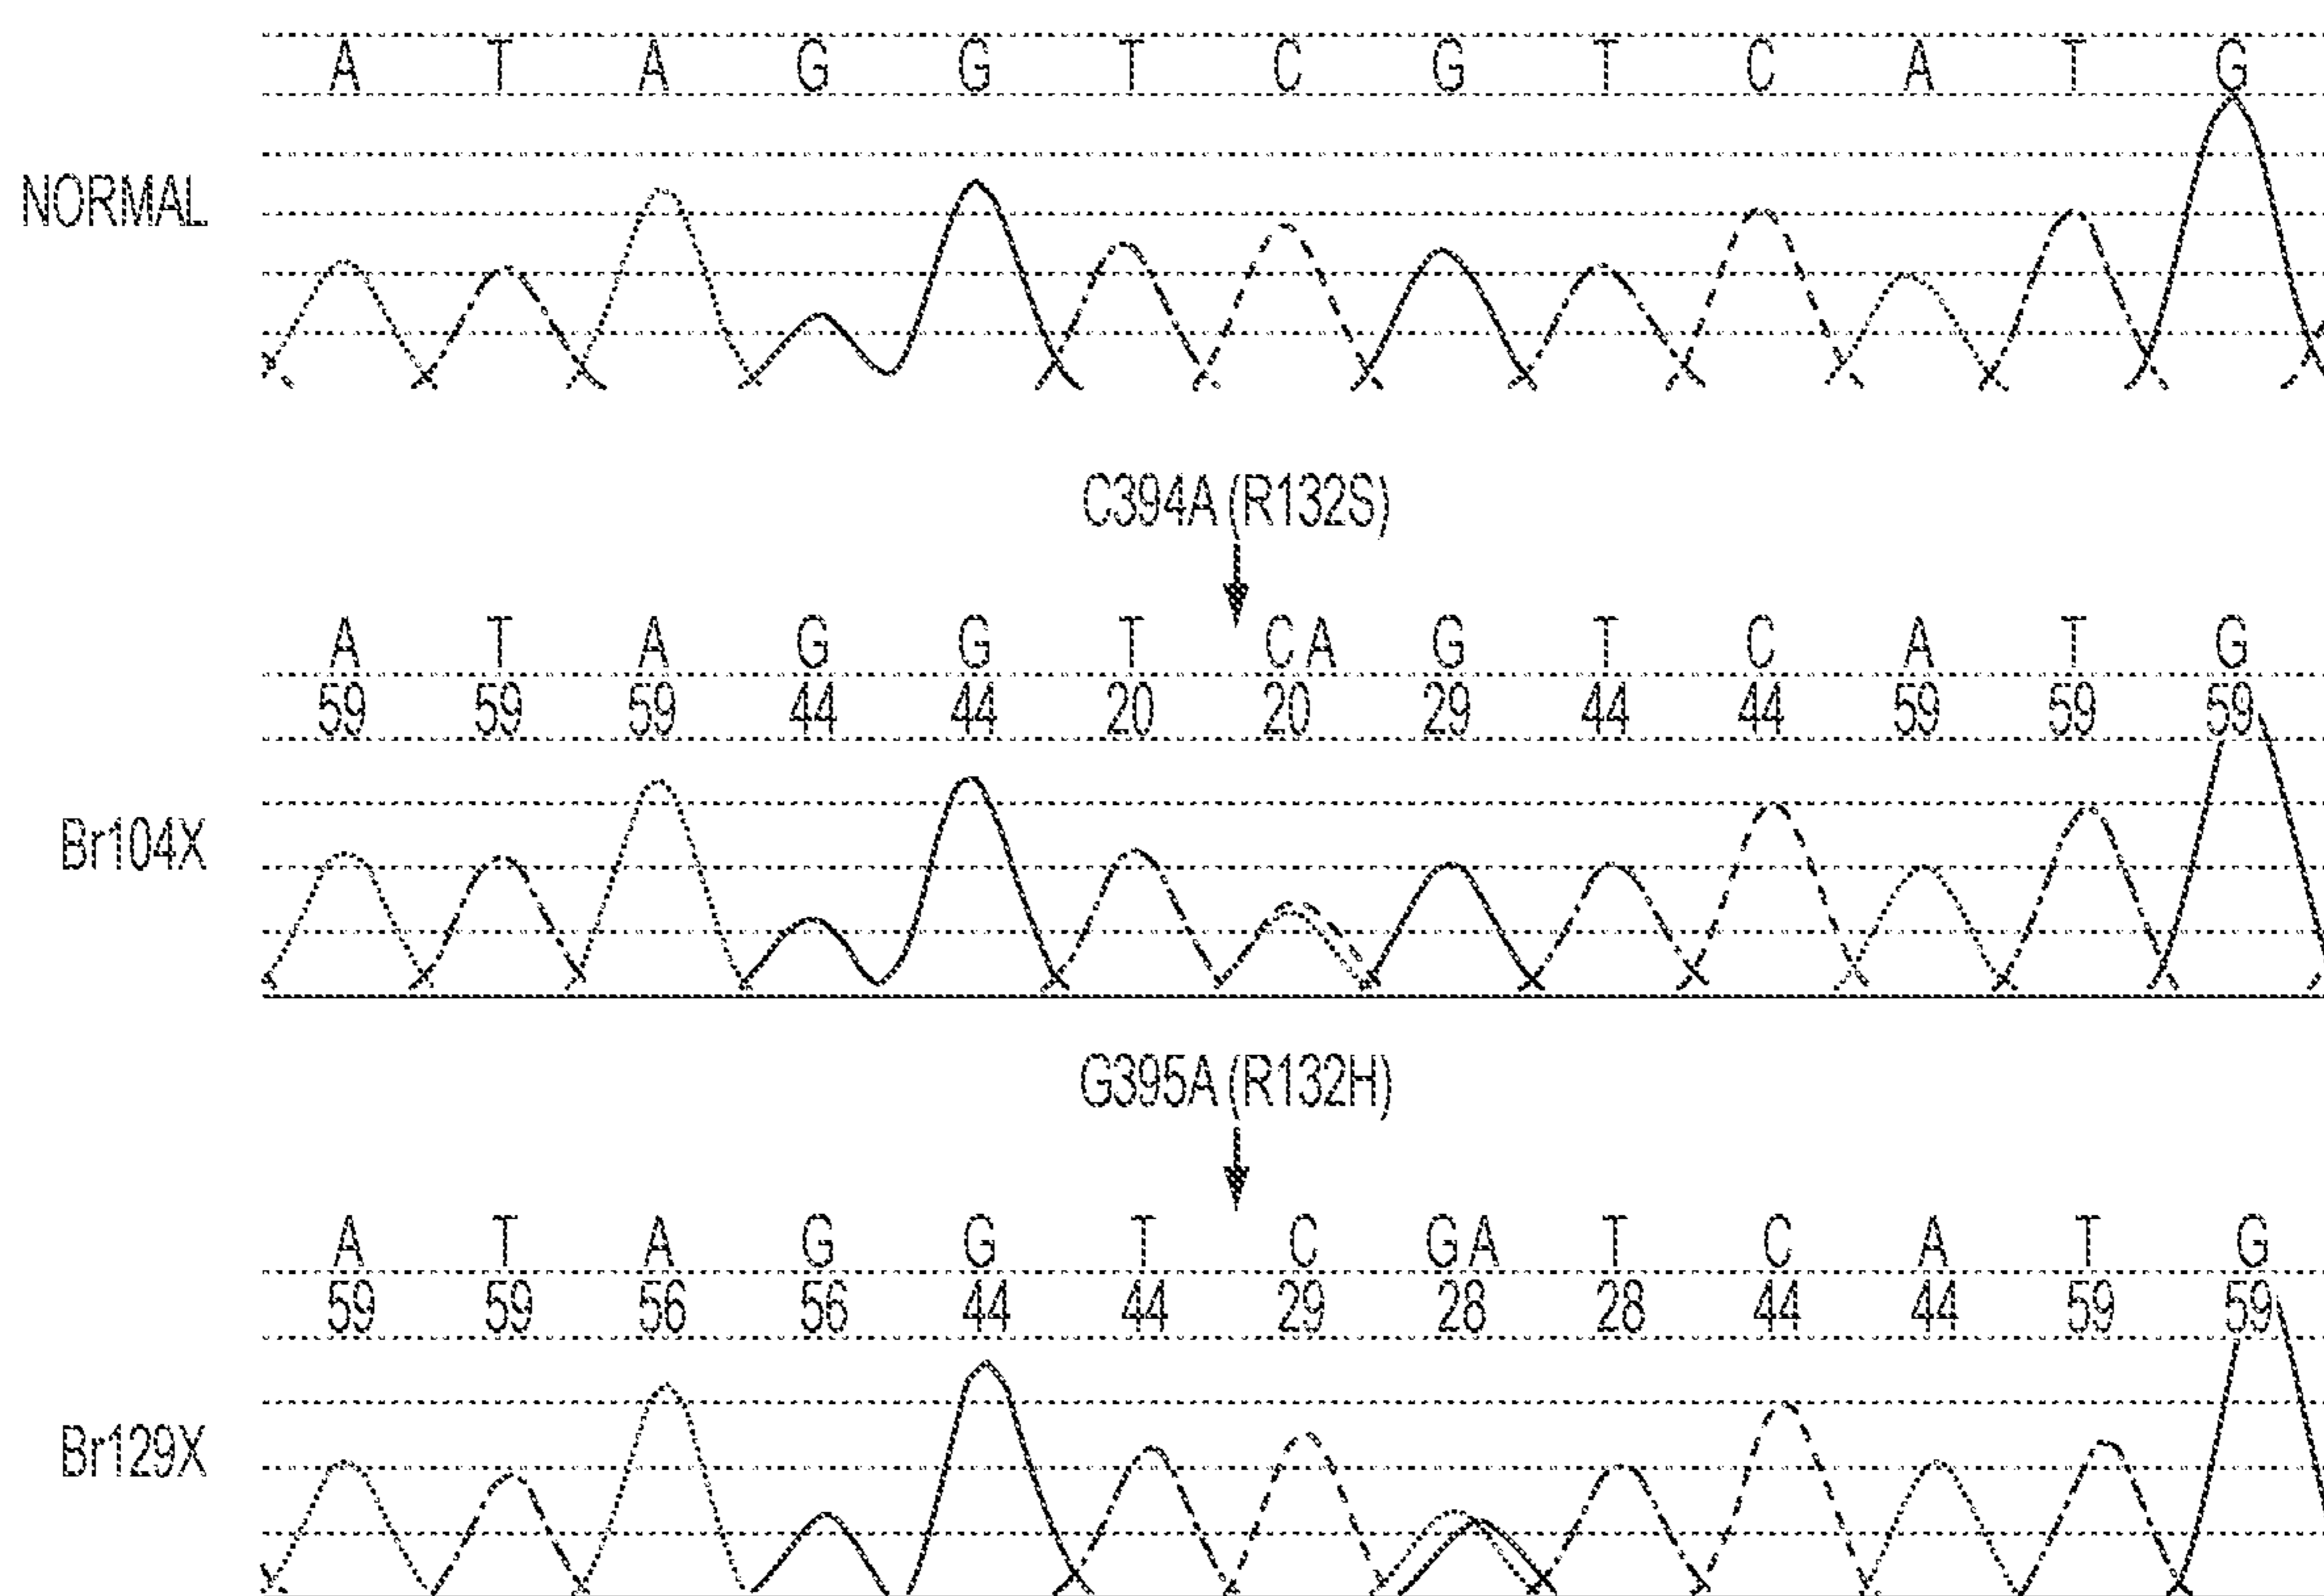 A T A G G T C G T C A T G
NORMAL
C394A (R132S)
A T A G G T CA G T C A T G
59 59 59 44 44 20 20 29 44 44 59 59 59
Br104X
G395A (R132H)
A T A G G T C GA T C A T G
59 59 56 56 44 44 29 28 28 44 44 59 59
Br129X